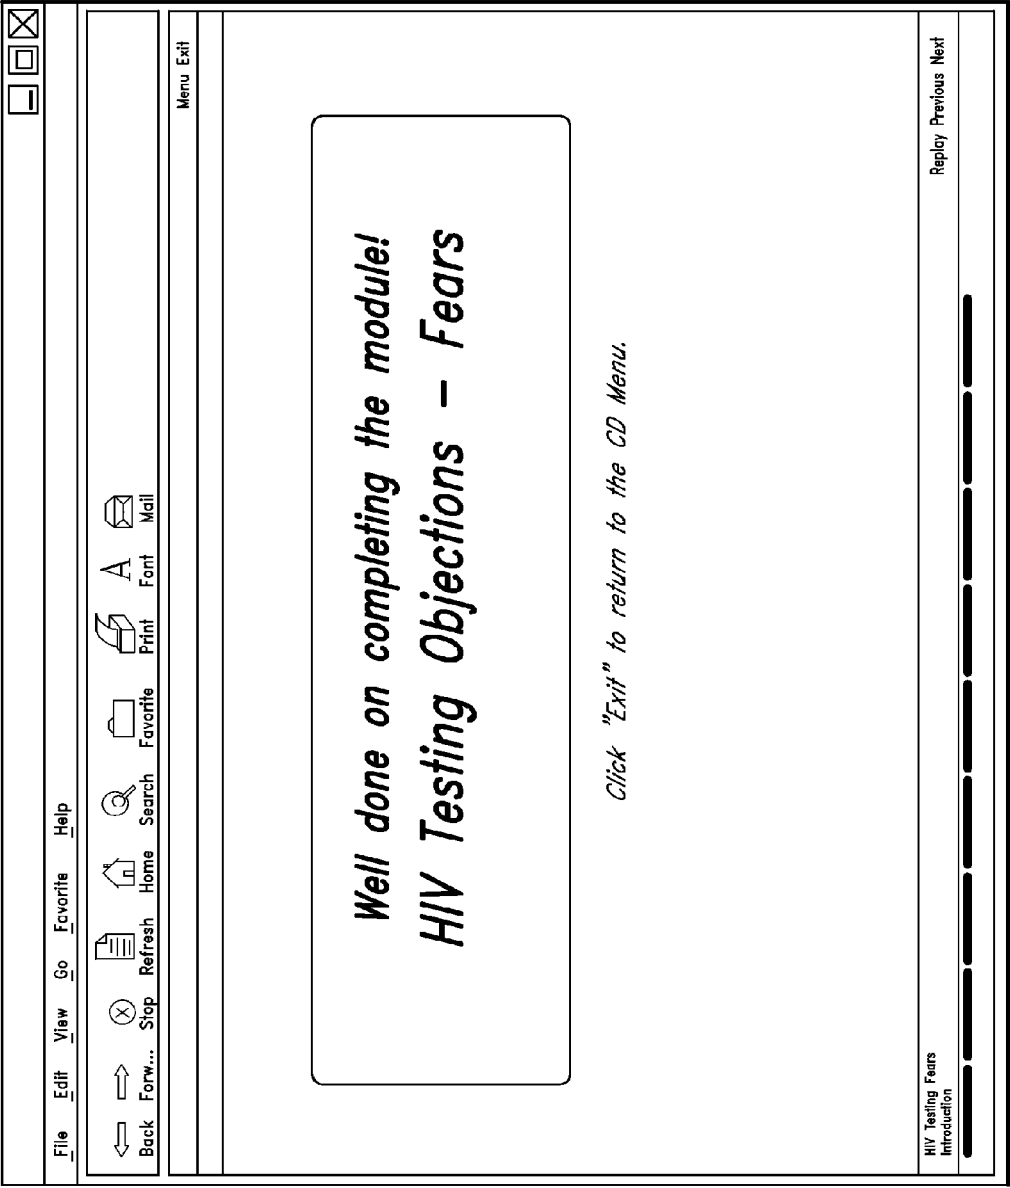 File Edit View Go Favorite Help
Back Forw... Stop Refresh Home Search Favorite Print Font Mail
Menu Exit
Well done on completing the module!
HIV Testing Objections – Fears
Click "Exit" to return to the CD Menu.
HIV Testing Fears
Introduction
Replay Previous Next